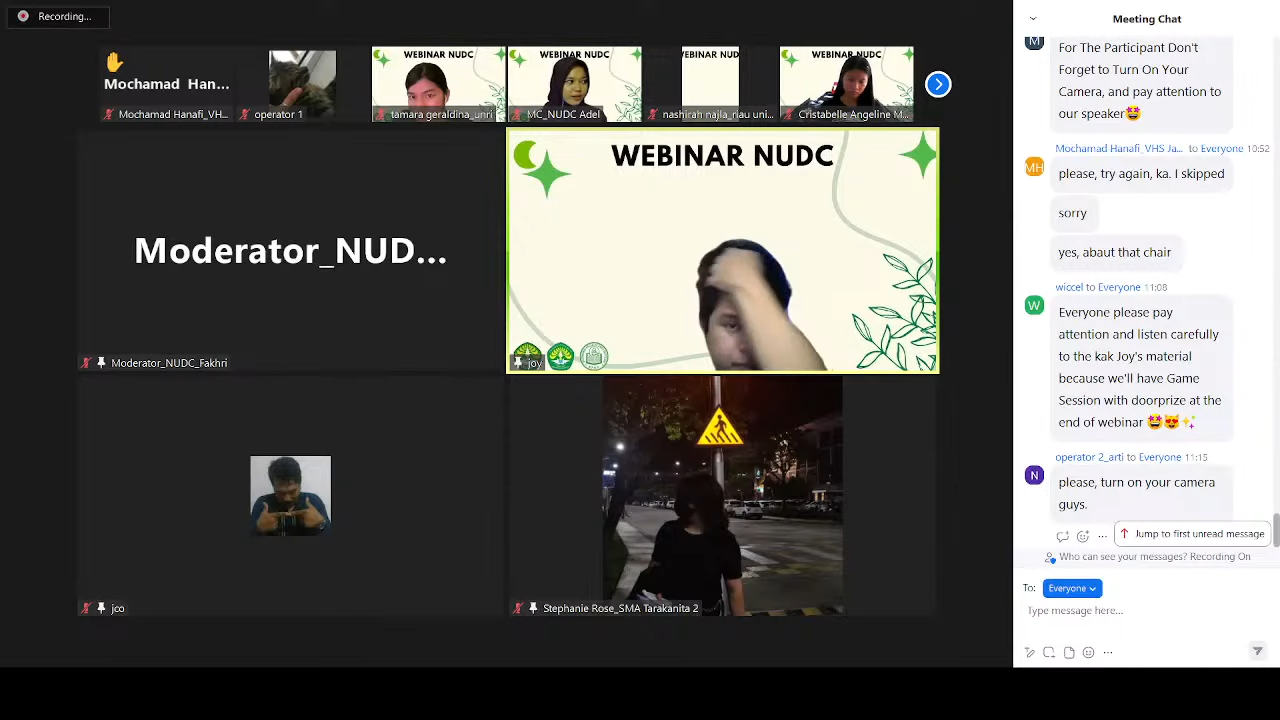 Recording...
Meeting Chat
Mochamad Han...
Mochamad Hanafi_VH...
operator 1
WEBINAR NUDC
tamara geraldina_unri
WEBINAR NUDC
MC_NUDC Adel
WEBINAR NUDC
nashirah najla_riau uni...
WEBINAR NUDC
Cristabelle Angeline M...
Moderator_NUD...
Moderator_NUDC_Fakhri
WEBINAR NUDC
joy
jco
Stephanie Rose_SMA Tarakanita 2
M
For The Participant Don't
Forget to Turn On Your
Camera, and pay attention to
our speaker🤩
Mochamad Hanafi_VHS Ja... to Everyone 10:52
MH
please, try again, ka. I skipped
sorry
yes, abaut that chair
wiccel to Everyone 11:08
W
Everyone please pay
attention and listen carefully
to the kak Joy's material
because we'll have Game
Session with doorprize at the
end of webinar 🤩😻✨
operator 2_arti to Everyone 11:15
N
please, turn on your camera
guys.
Jump to first unread message
Who can see your messages? Recording On
To: Everyone
Type message here...